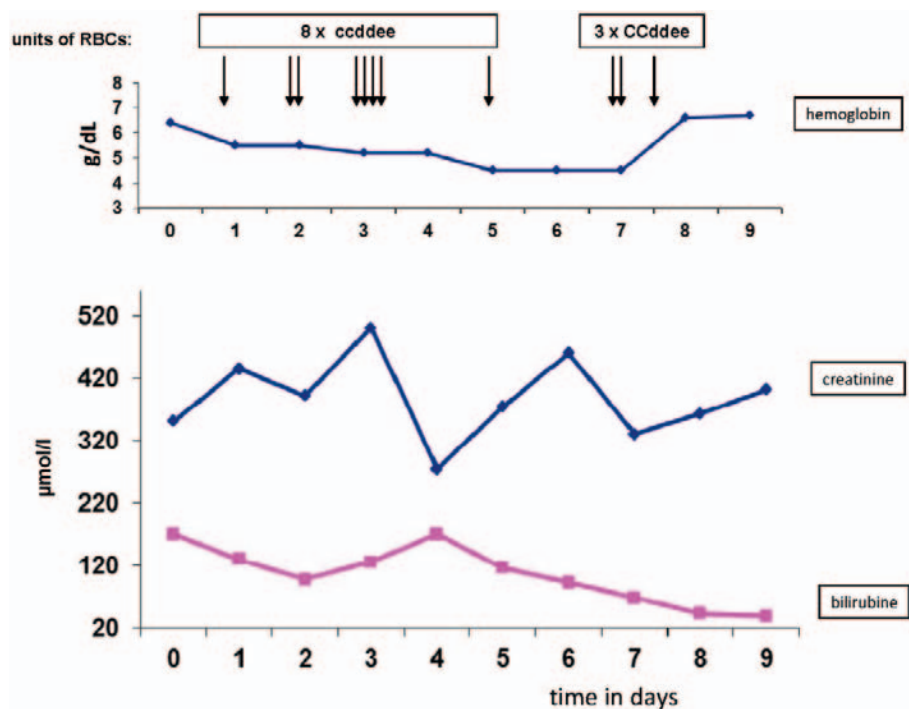 8 x ccddee
3 x CCddee
units of RBCs:
8
7
6
5
4
3
g/dL
hemoglobin
0 1 2 3 4 5 6 7 8 9
520
420
320
220
120
20
µmol/l
creatinine
bilirubine
0 1 2 3 4 5 6 7 8 9
time in days